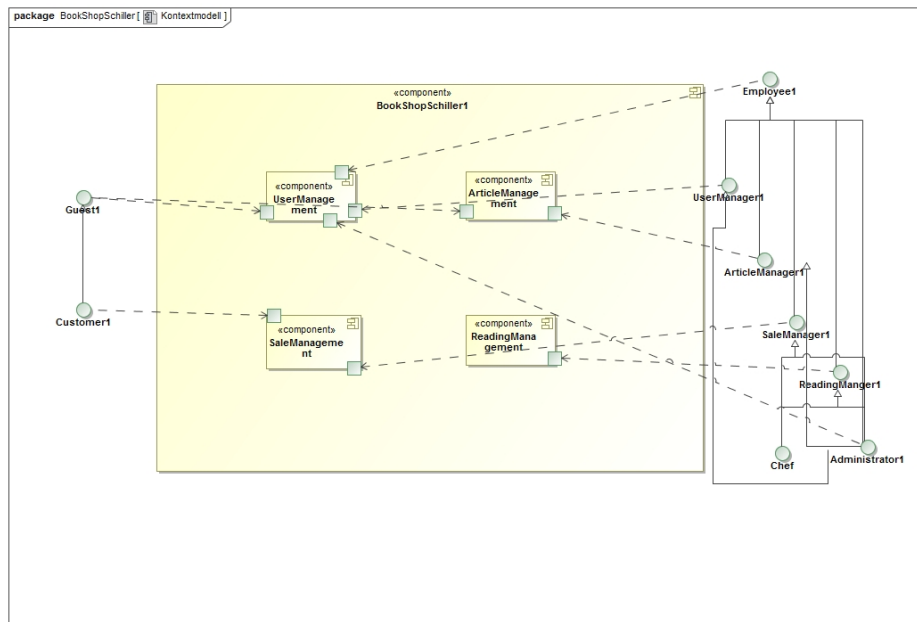 package BookShopSchiller [ Kontextmodell ]
«component»
BookShopSchiller1
Employee1
«component»
UserManage
ment
«component»
ArticleManage
ment
UserManager1
Guest1
ArticleManager1
Customer1
«component»
SaleManageme
nt
«component»
ReadingMana
gement
SaleManager1
ReadingManger1
Chef
Administrator1